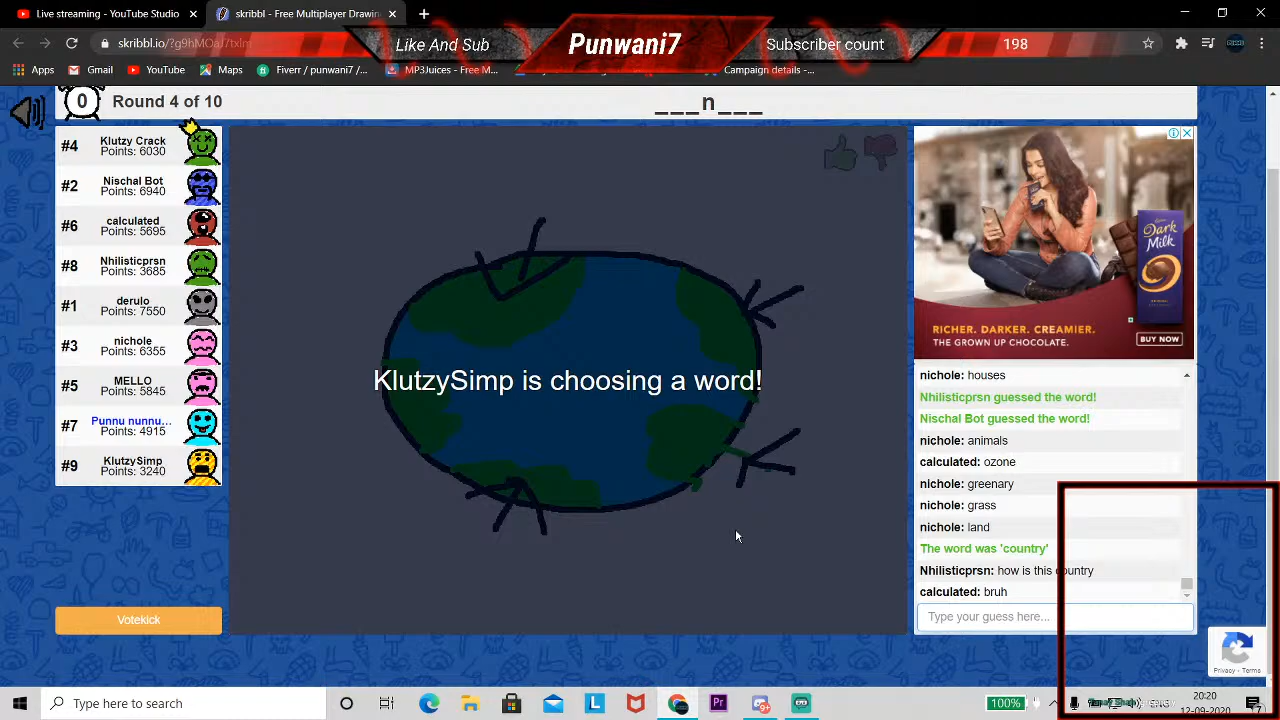 Live streaming - YouTube Studio
skribbl - Free Multiplayer Drawin
skribbl.io/?g9hMOaJ7txlm
Like And Sub
Punwani7
Subscriber count
198
Apps
Gmail
YouTube
Maps
Fiverr / punwani7 /...
MP3Juices - Free M...
Campaign details -...
0
Round 4 of 10
___n___
#4
Klutzy Crack
Points: 6030
#2
Nischal Bot
Points: 6940
#6
calculated
Points: 5695
#8
Nhilisticprsn
Points: 3685
#1
derulo
Points: 7550
#3
nichole
Points: 6355
#5
MELLO
Points: 5845
#7
Punnu nunnu...
Points: 4915
#9
KlutzySimp
Points: 3240
Votekick
KlutzySimp is choosing a word!
Dark
Milk
RICHER. DARKER. CREAMIER.
THE GROWN UP CHOCOLATE.
BUY NOW
nichole: houses
Nhilisticprsn guessed the word!
Nischal Bot guessed the word!
nichole: animals
calculated: ozone
nichole: greenary
nichole: grass
nichole: land
The word was 'country'
Nhilisticprsn: how is this country
calculated: bruh
Type your guess here...
Privacy - Terms
Type here to search
100%
20:20
12-09-2020